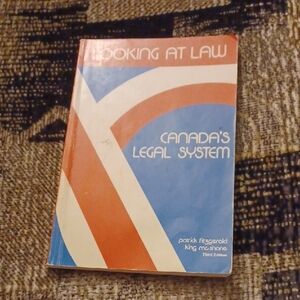 LOOKING AT LAW
CANADA'S
LEGAL SYSTEM
patrick fitzgerald
king mcshane
Third Edition